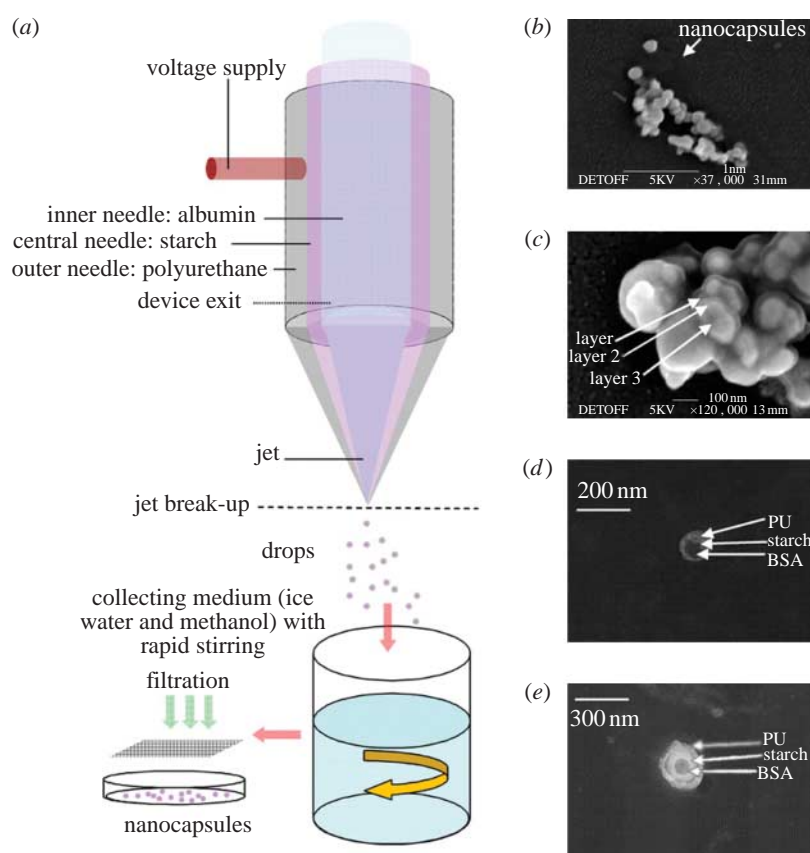 (a)
voltage supply
inner needle: albumin
central needle: starch
outer needle: polyurethane
device exit
jet
jet break-up
drops
collecting medium (ice
water and methanol) with
rapid stirring
filtration
nanocapsules
(b)
nanocapsules
1nm
DETOFF 5KV ×37, 000 31mm
(c)
layer
layer 2
layer 3
100 nm
DETOFF 5KV ×120, 000 13mm
(d)
200 nm
PU
starch
BSA
(e)
300 nm
PU
starch
BSA